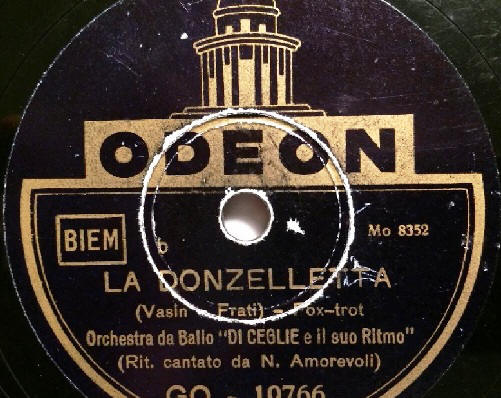 ODEON
BIEM
b
Mo 8352
LA DONZELLETTA
(Vasin - Frati) - Fox-trot
Orchestra da Ballo "DI CEGLIE e il suo Ritmo"
(Rit. cantato da N. Amorevoli)
GO - 10766